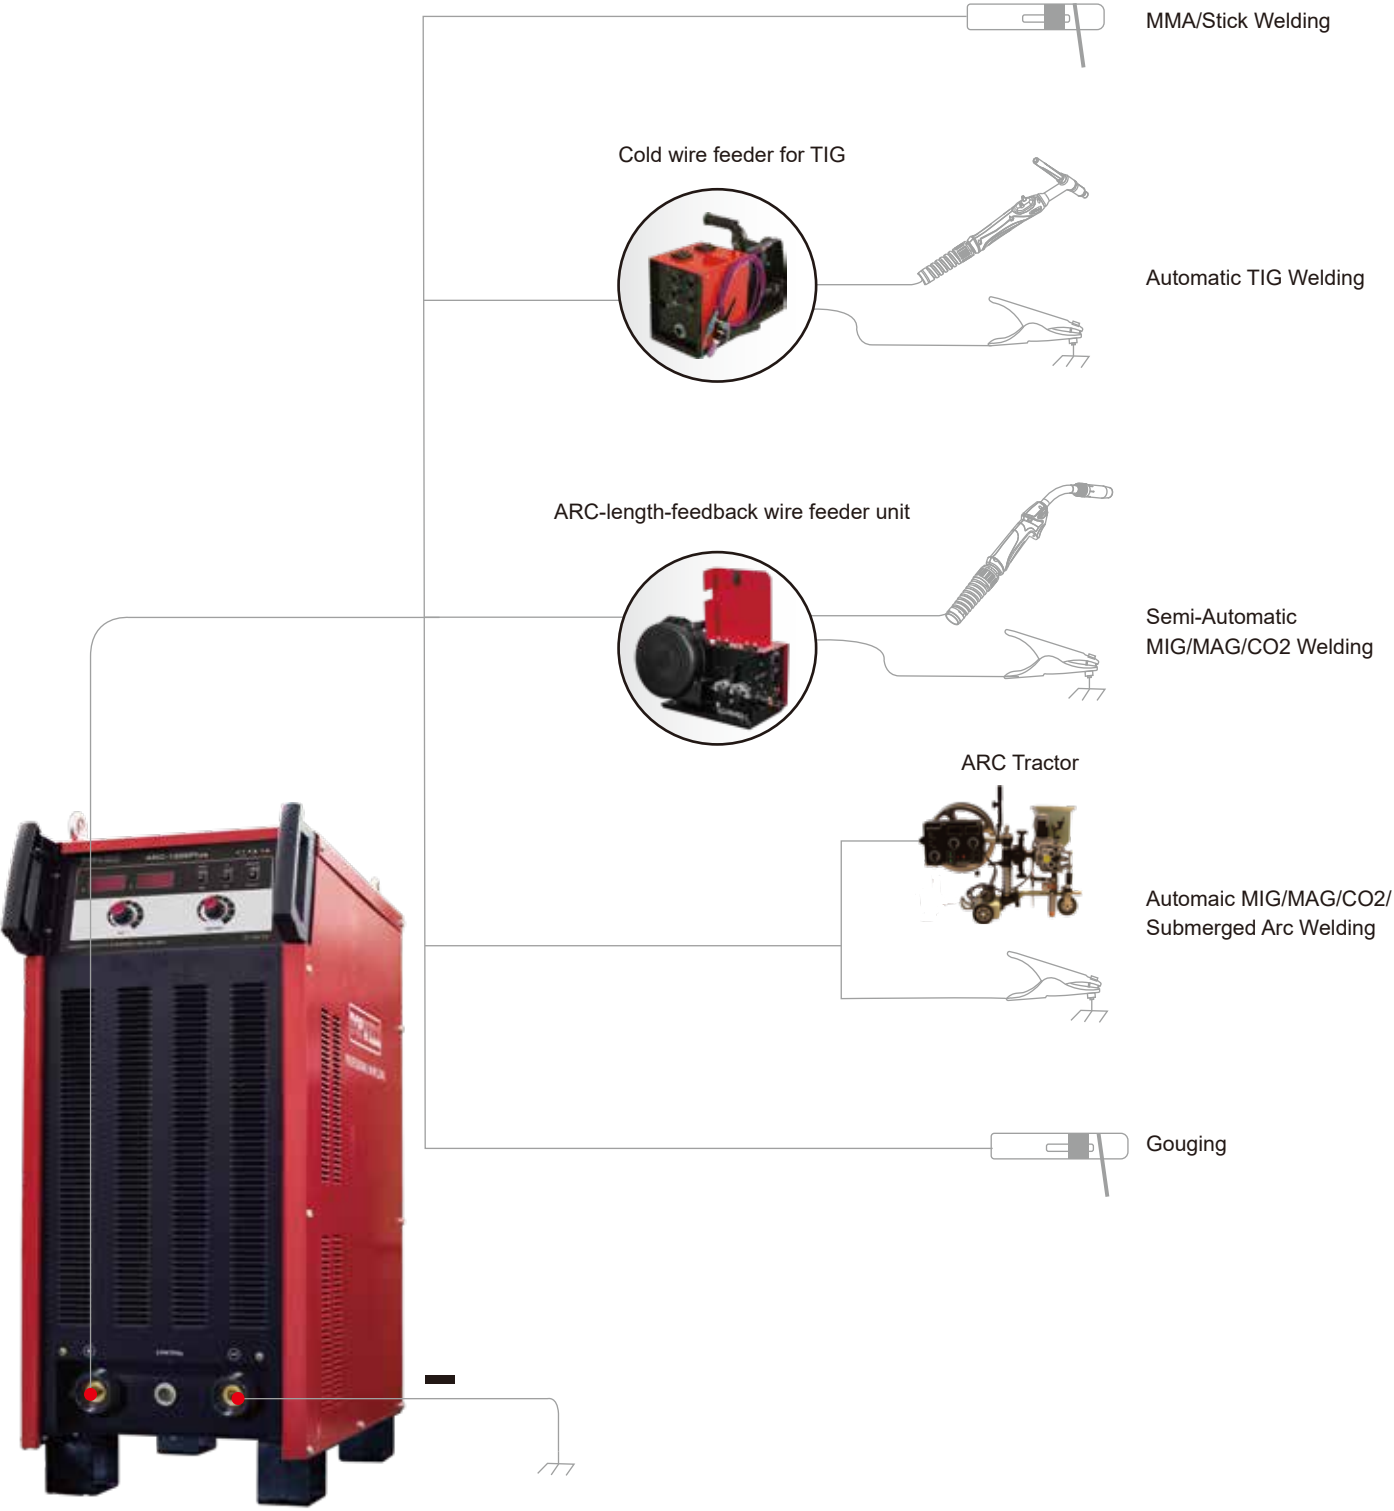 MMA/Stick Welding
Cold wire feeder for TIG
Automatic TIG Welding
ARC-length-feedback wire feeder unit
Semi-Automatic
MIG/MAG/CO2 Welding
ARC Tractor
Automaic MIG/MAG/CO2/
Submerged Arc Welding
Gouging